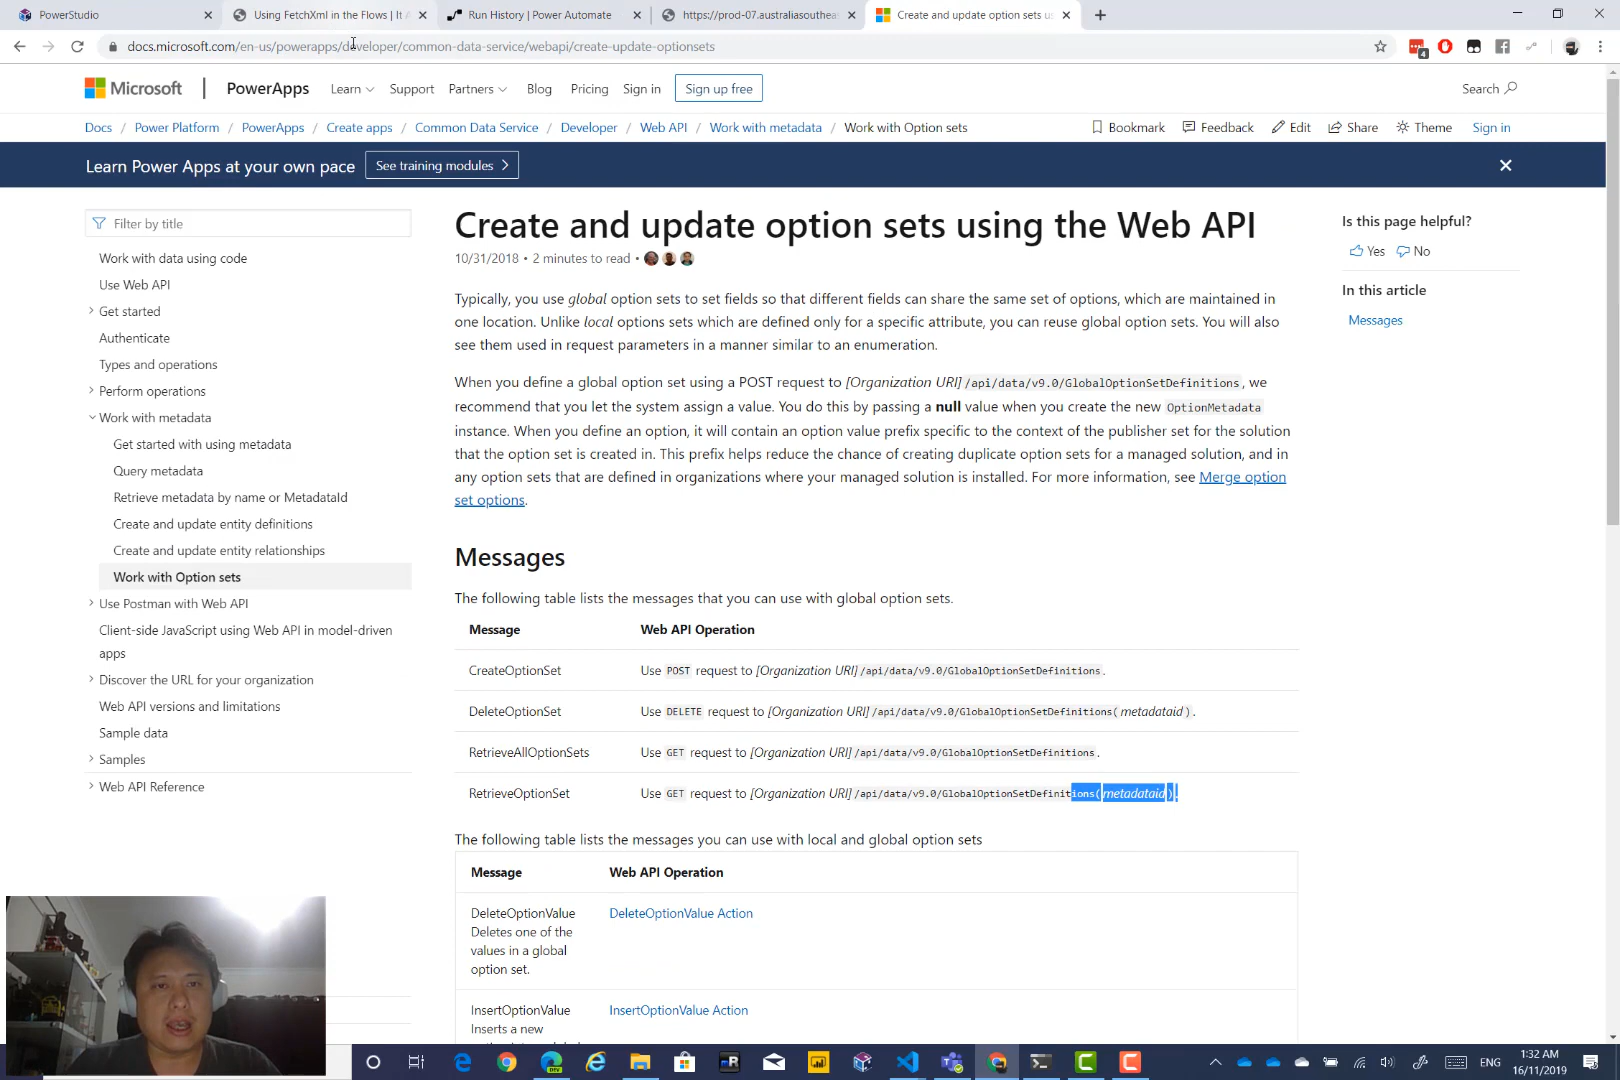 PowerStudio
Using FetchXml in the Flows | It A
Run History | Power Automate
https://prod-07.australiasoutheas
Create and update option sets u
docs.microsoft.com/en-us/powerapps/developer/common-data-service/webapi/create-update-optionsets
4
Microsoft
PowerApps
Learn
Support
Partners
Blog
Pricing
Sign in
Sign up free
Search
Docs / Power Platform / PowerApps / Create apps / Common Data Service / Developer / Web API / Work with metadata / Work with Option sets
Bookmark
Feedback
Edit
Share
Theme
Sign in
Learn Power Apps at your own pace
See training modules
Filter by title
Work with data using code
Use Web API
Get started
Authenticate
Types and operations
Perform operations
Work with metadata
Get started with using metadata
Query metadata
Retrieve metadata by name or MetadataId
Create and update entity definitions
Create and update entity relationships
Work with Option sets
Use Postman with Web API
Client-side JavaScript using Web API in model-driven
apps
Discover the URL for your organization
Web API versions and limitations
Sample data
Samples
Web API Reference
Create and update option sets using the Web API
10/31/2018 • 2 minutes to read •
Typically, you use global option sets to set fields so that different fields can share the same set of options, which are maintained in
one location. Unlike local options sets which are defined only for a specific attribute, you can reuse global option sets. You will also
see them used in request parameters in a manner similar to an enumeration.
When you define a global option set using a POST request to [Organization URI] /api/data/v9.0/GlobalOptionSetDefinitions , we
recommend that you let the system assign a value. You do this by passing a null value when you create the new OptionMetadata
instance. When you define an option, it will contain an option value prefix specific to the context of the publisher set for the solution
that the option set is created in. This prefix helps reduce the chance of creating duplicate option sets for a managed solution, and in
any option sets that are defined in organizations where your managed solution is installed. For more information, see Merge option
set options.
Messages
The following table lists the messages that you can use with global option sets.
Message
Web API Operation
CreateOptionSet
Use POST request to [Organization URI] /api/data/v9.0/GlobalOptionSetDefinitions .
DeleteOptionSet
Use DELETE request to [Organization URI] /api/data/v9.0/GlobalOptionSetDefinitions( metadataid ) .
RetrieveAllOptionSets
Use GET request to [Organization URI] /api/data/v9.0/GlobalOptionSetDefinitions .
RetrieveOptionSet
Use GET request to [Organization URI] /api/data/v9.0/GlobalOptionSetDefinitions( metadataid ) .
The following table lists the messages you can use with local and global option sets
Message
Web API Operation
DeleteOptionValue
Deletes one of the
values in a global
option set.
DeleteOptionValue Action
InsertOptionValue
Inserts a new
InsertOptionValue Action
Is this page helpful?
Yes
No
In this article
Messages
DEV
ENG
1:32 AM
16/11/2019